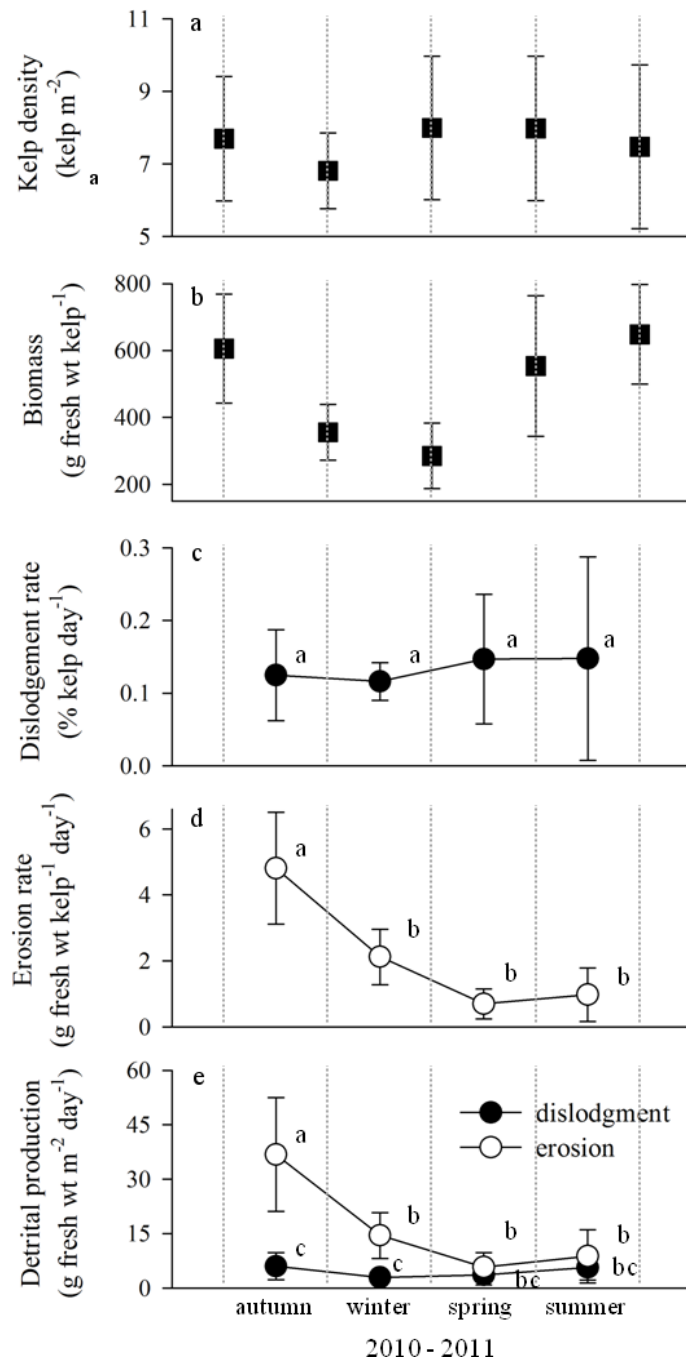 a
11
9
7
5
Kelp density
(kelp m⁻²)
a
b
800
600
400
200
Biomass
(g fresh wt kelp⁻¹)
c
0.3
0.2
0.1
0.0
Dislodgement rate
(% kelp day⁻¹)
a
a
a
a
d
6
4
2
0
Erosion rate
(g fresh wt kelp⁻¹ day⁻¹)
a
b
b
b
e
60
45
30
15
0
Detrital production
(g fresh wt m⁻² day⁻¹)
dislodgment
erosion
a
b
b
b
c
c
bc
bc
autumn winter spring summer
2010 - 2011